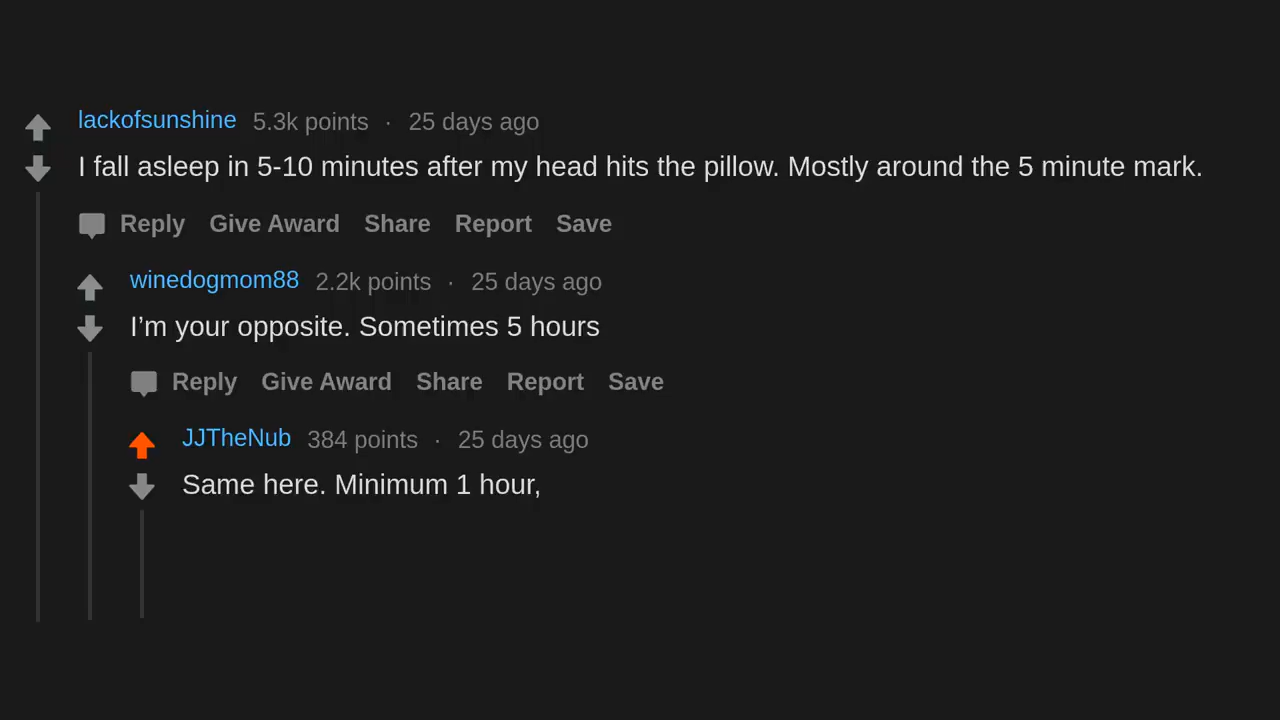 lackofsunshine 5.3k points · 25 days ago
I fall asleep in 5-10 minutes after my head hits the pillow. Mostly around the 5 minute mark.
Reply Give Award Share Report Save
winedogmom88 2.2k points · 25 days ago
I’m your opposite. Sometimes 5 hours
Reply Give Award Share Report Save
JJTheNub 384 points · 25 days ago
Same here. Minimum 1 hour,